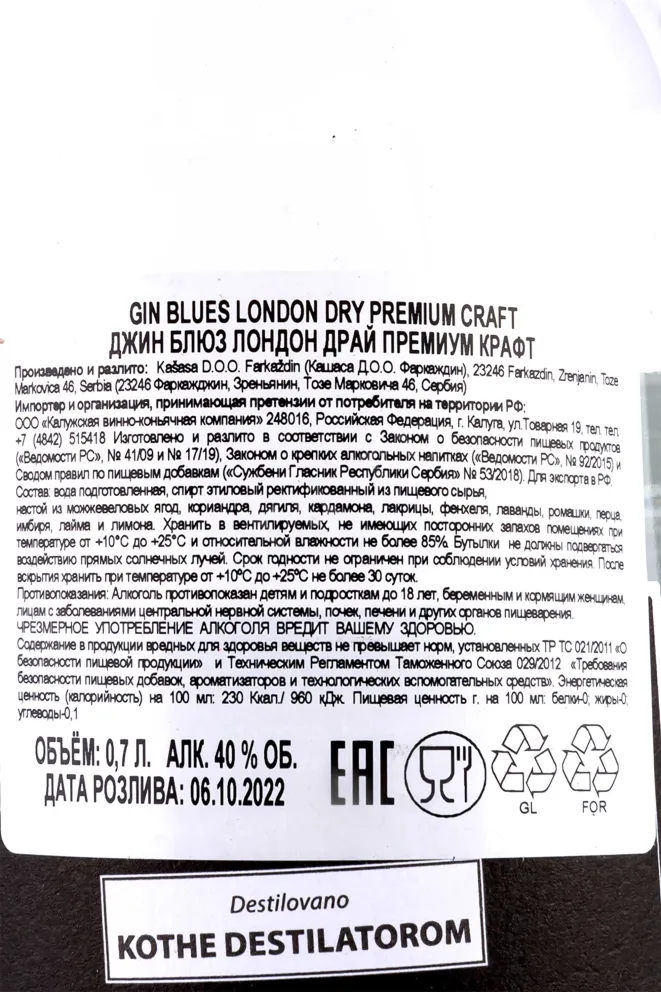 GIN BLUES LONDON DRY PREMIUM CRAFT
ДЖИН БЛЮЗ ЛОНДОН ДРАЙ ПРЕМИУМ КРАФТ
Произведено и разлито: Kašasa D.O.O. Farkaždin (Кашаса Д.О.О. Фаркаждин), 23246 Farkazdin, Zrenjanin, Toze
Markovica 46, Serbia (23246 Фаркажджин, Зреньянин, Тозе Марковича 46, Сербия)
Импортер и организация, принимающая претензии от потребителя на территории РФ:
ООО «Калужская винно-коньячная компания» 248016, Российская Федерация, г. Калуга, ул.Товарная 19, тел. тел.
+7 (4842) 515418 Изготовлено и разлито в соответствии с Законом о безопасности пищевых продуктов
(«Ведомости РС», № 41/09 и № 17/19), Законом о крепких алкогольных напитках («Ведомости РС», № 92/2015) и
Сводом правил по пищевым добавкам («Сужбени Гласник Республики Сербия» № 53/2018). Для экспорта в РФ.
Состав: вода подготовленная, спирт этиловый ректификованный из пищевого сырья,
настой из можжевеловых ягод, кориандра, дягиля, кардамона, лакрицы, фенхеля, лаванды, ромашки, перца,
имбиря, лайма и лимона. Хранить в вентилируемых, не имеющих посторонних запахов помещениях при
температуре от +10°C до +25°C и относительной влажности не более 85%. Бутылки не должны подвергаться
воздействию прямых солнечных лучей. Срок годности не ограничен при соблюдении условий хранения. После
вскрытия хранить при температуре от +10°C до +25°C не более 30 суток.
Противопоказания: Алкоголь противопоказан детям и подросткам до 18 лет, беременным и кормящим женщинам,
лицам с заболеваниями центральной нервной системы, почек, печени и других органов пищеварения.
ЧРЕЗМЕРНОЕ УПОТРЕБЛЕНИЕ АЛКОГОЛЯ ВРЕДИТ ВАШЕМУ ЗДОРОВЬЮ.
Содержание в продукции вредных для здоровья веществ не превышает норм, установленных ТР ТС 021/2011 «О
безопасности пищевой продукции» и Техническим Регламентом Таможенного Союза 029/2012 «Требования
безопасности пищевых добавок, ароматизаторов и технологических вспомогательных средств». Энергетическая
ценность (калорийность) на 100 мл: 230 Ккал./ 960 кДж. Пищевая ценность г. на 100 мл: белки-0; жиры-0;
углеводы-0,1
ОБЪЁМ: 0,7 Л. АЛК. 40 % ОБ.
ДАТА РОЗЛИВА: 06.10.2022
EAC
GL
FOR
Destilovano
KOTHE DESTILATOROM